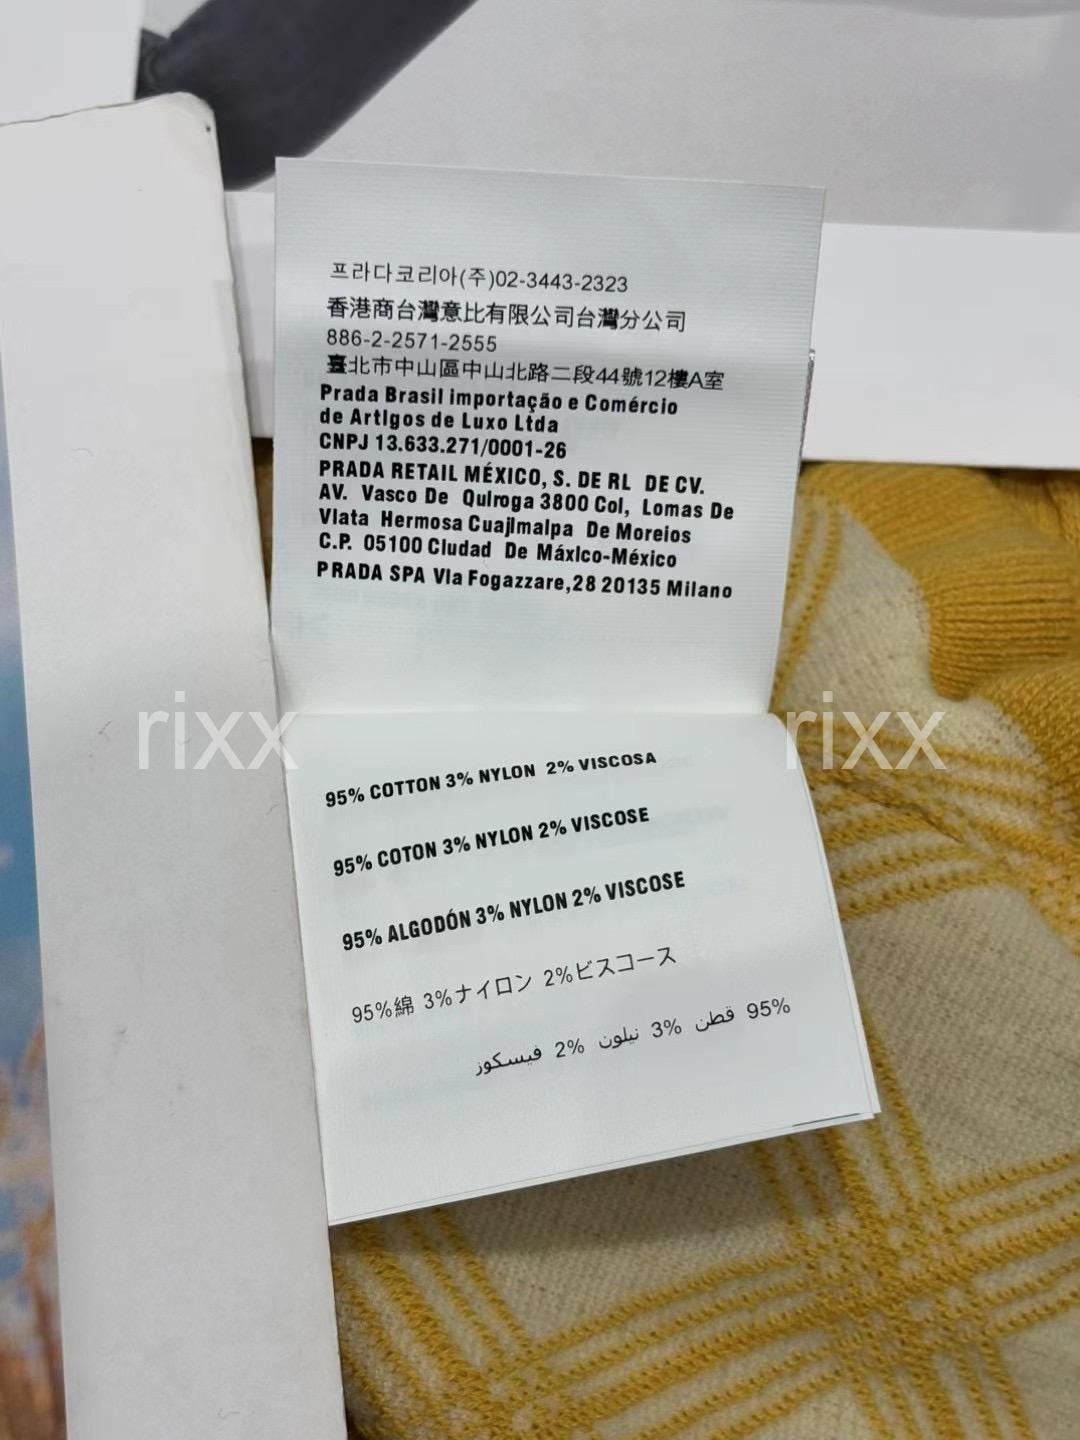 프라다코리아(주)02-3443-2323
香港商台灣意比有限公司台灣分公司
886-2-2571-2555
臺北市中山區中山北路二段44號12樓A室
Prada Brasil importação e Comércio
de Artlgos de Luxo Ltda
CNPJ 13.633.271/0001-26
PRADA RETAIL MÉXICO, S. DE RL DE CV.
AV. Vasco De Qulroga 3800 Col, Lomas De
Vlata Hermosa Cuajlmalpa De Moreios
C.P. 05100 Cludad De Máxlco-México
PRADA SPA Vla Fogazzare,28 20135 Milano
rixx rixx
95% COTTON 3% NYLON 2% VISCOSA
95% COTON 3% NYLON 2% VISCOSE
95% ALGODÓN 3% NYLON 2% VISCOSE
95%綿 3%ナイロン 2%ビスコース
95% قطن 3% نيلون 2% فيسكوز